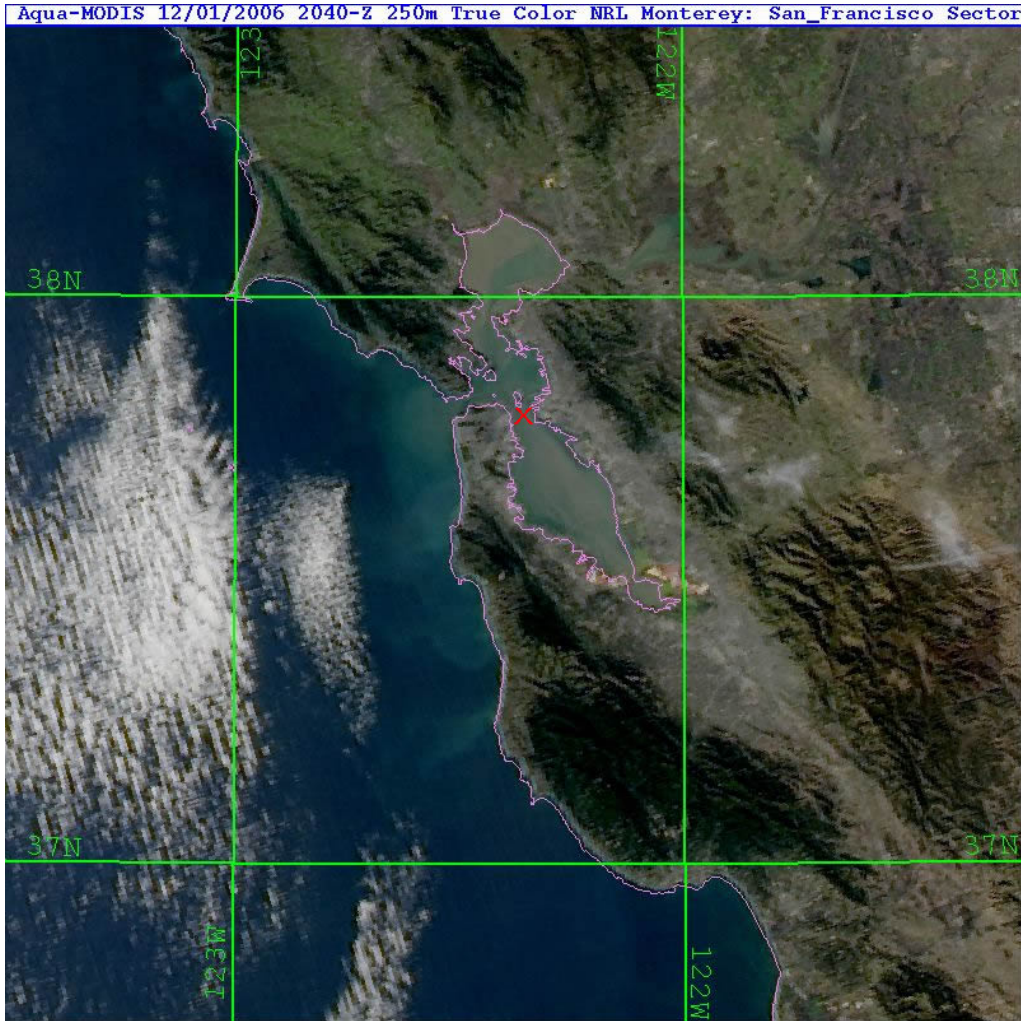 Aqua-MODIS 12/01/2006 2040-Z 250m True Color NRL Monterey: San_Francisco Sector
123
122W
38N
38N
37N
37N
123W
122W